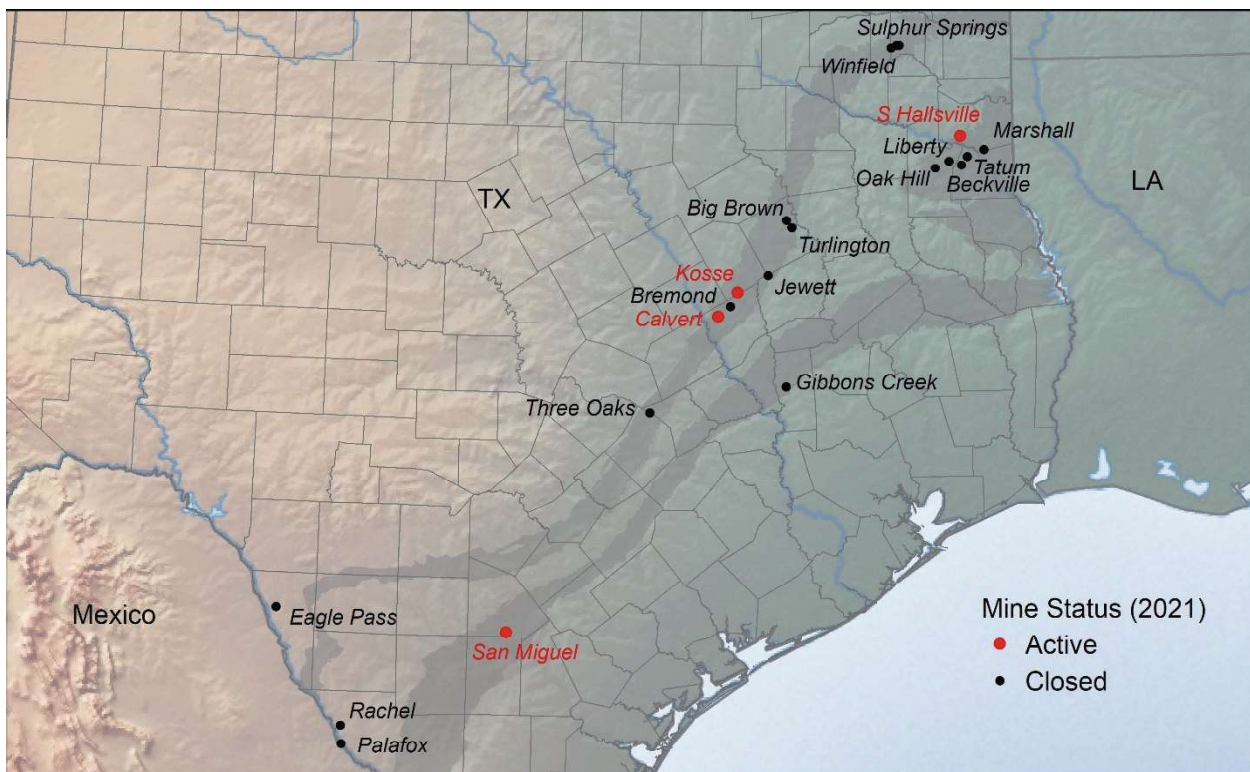 Sulphur Springs
Winfield
S Hallsville
Marshall
Liberty
Tatum
Oak Hill
Beckville
LA
TX
Big Brown
Turlington
Kosse
Jewett
Bremond
Calvert
Gibbons Creek
Three Oaks
Mexico
Eagle Pass
San Miguel
Rachel
Palafox
Mine Status (2021)
Active
Closed